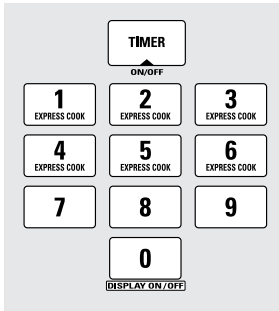 TIMER
ON/OFF
1 2 3
EXPRESS COOK EXPRESS COOK EXPRESS COOK
4 5 6
EXPRESS COOK EXPRESS COOK EXPRESS COOK
7 8 9
0
DISPLAY ON/OFF